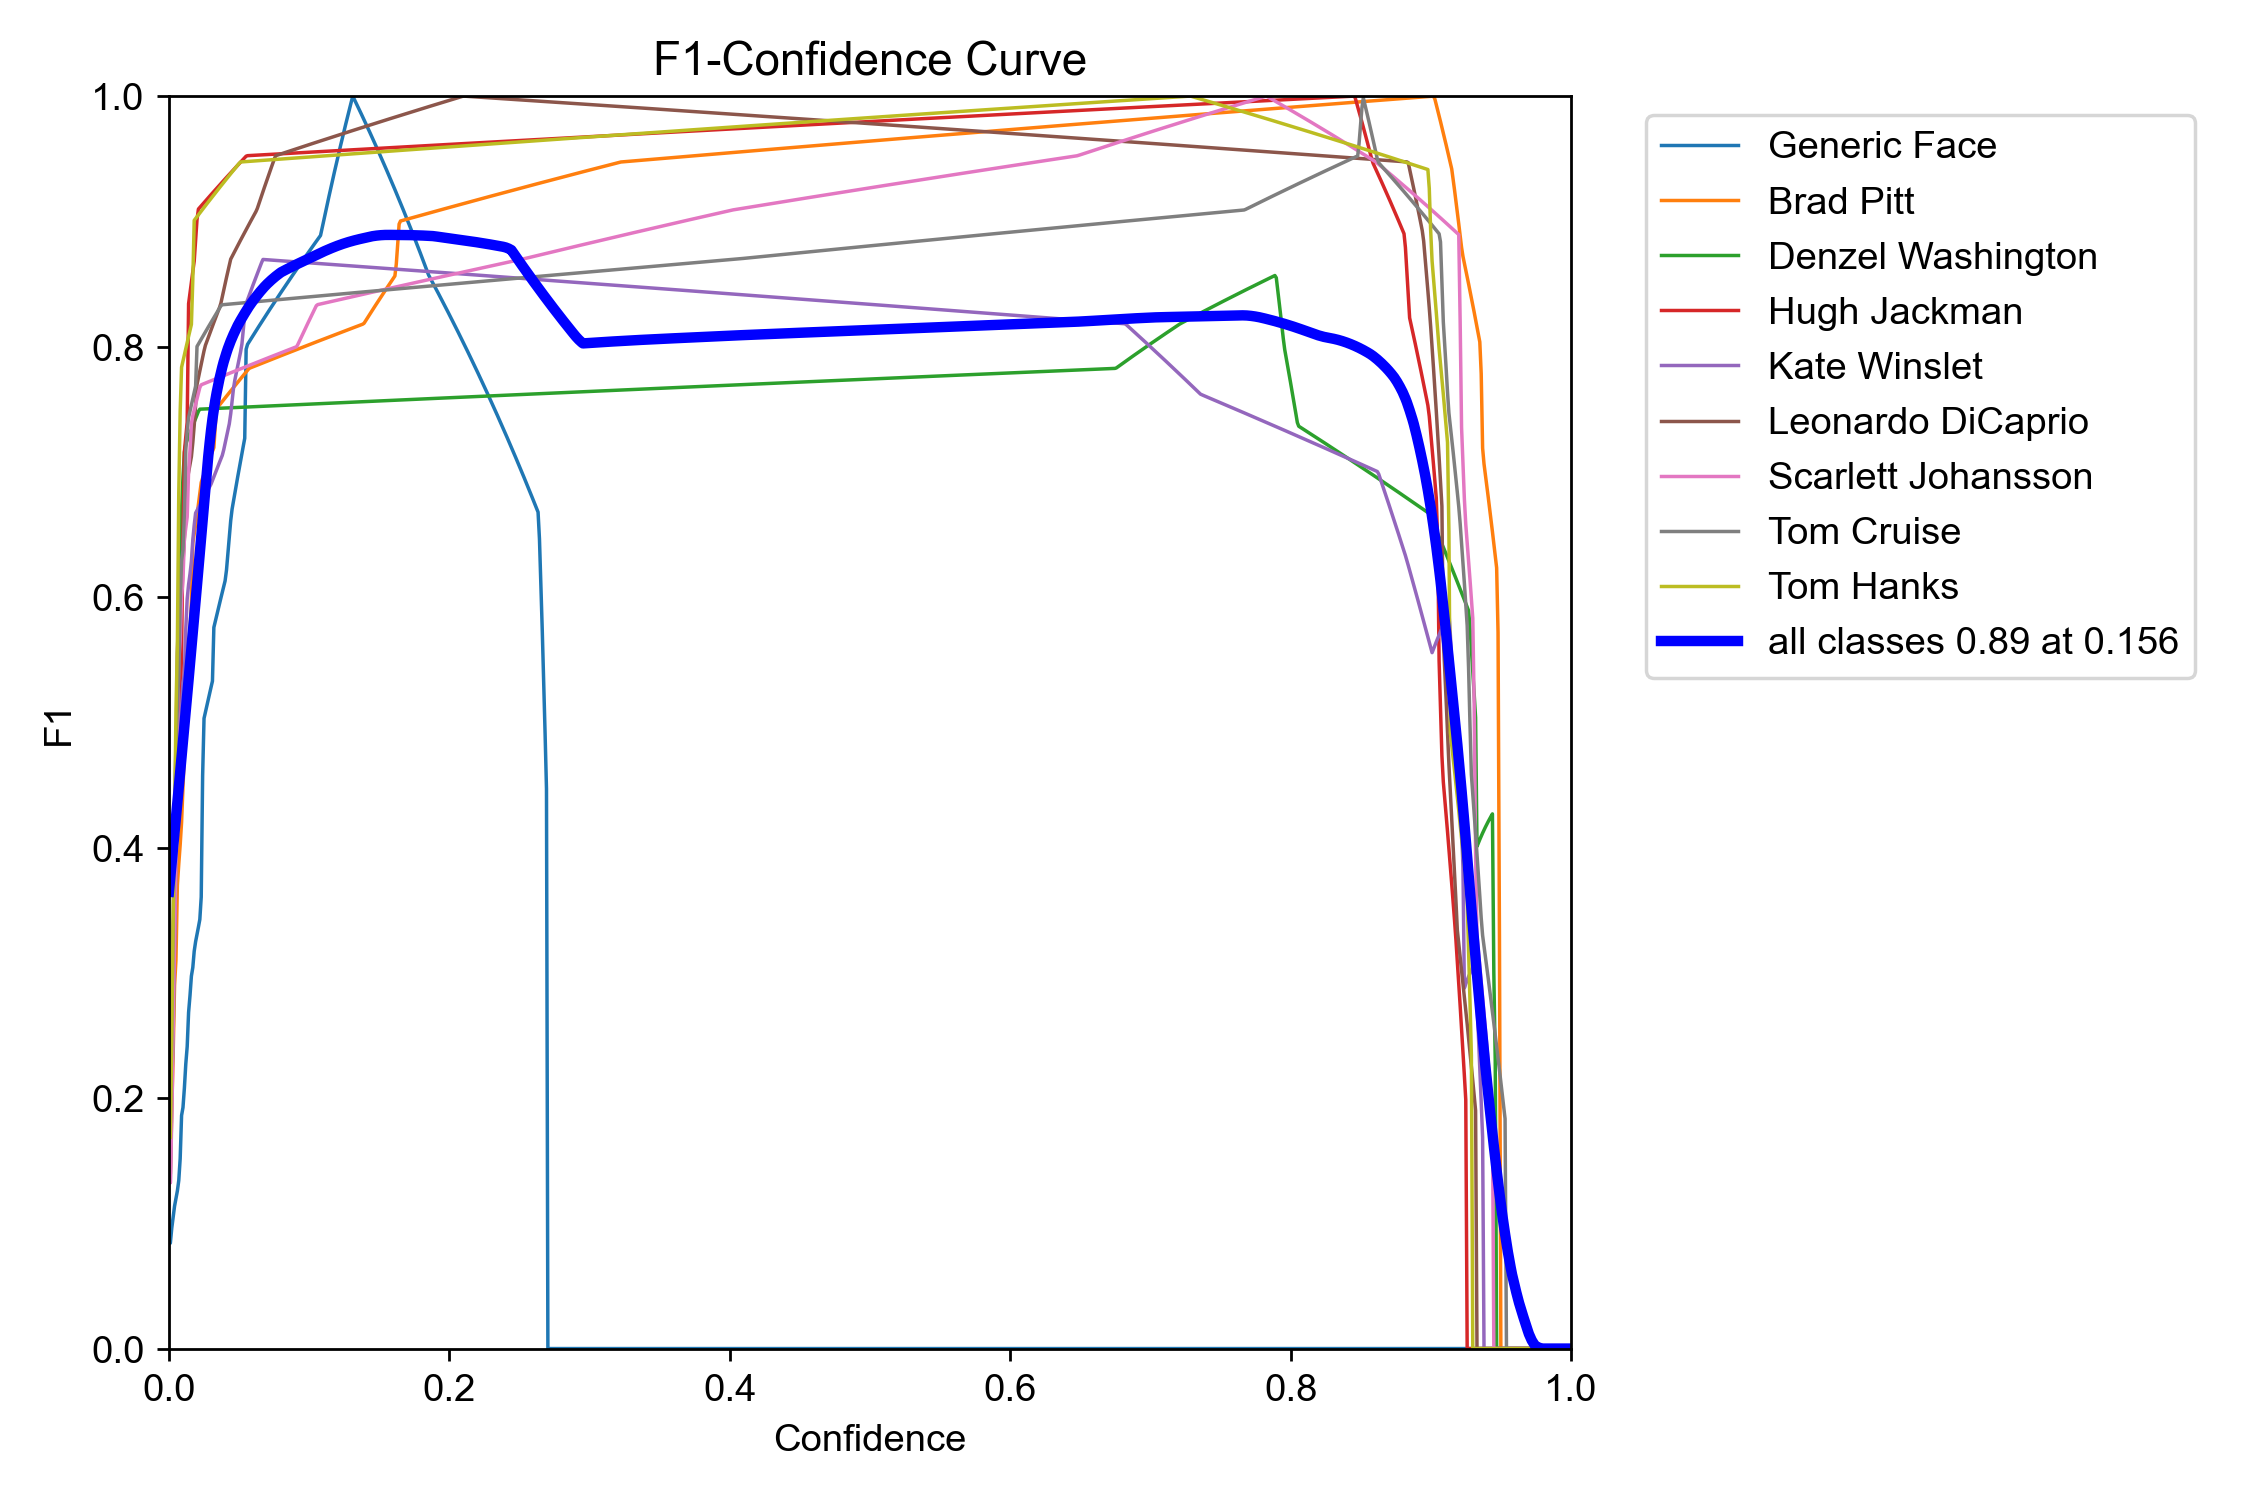 F1-Confidence Curve
1.0
0.8
0.6
0.4
0.2
0.0
F1
0.0 0.2 0.4 0.6 0.8 1.0
Confidence
Generic Face
Brad Pitt
Denzel Washington
Hugh Jackman
Kate Winslet
Leonardo DiCaprio
Scarlett Johansson
Tom Cruise
Tom Hanks
all classes 0.89 at 0.156